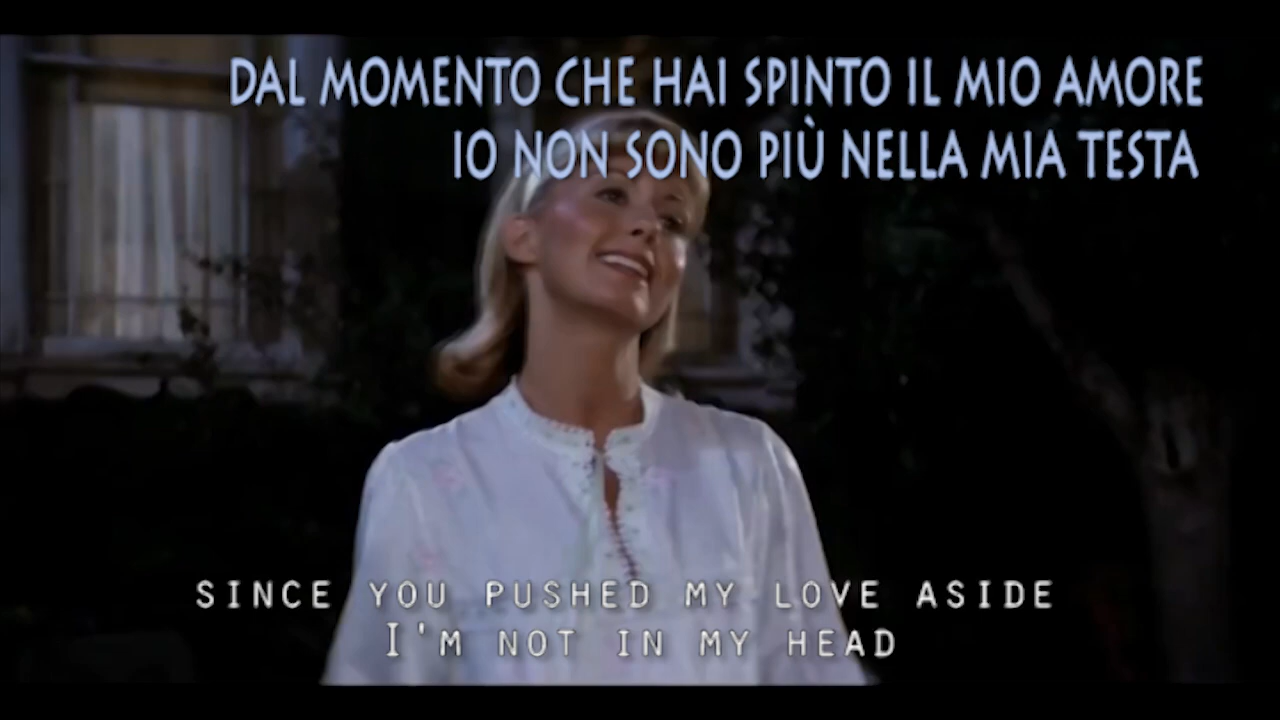 DAL MOMENTO CHE HAI SPINTO IL MIO AMORE
IO NON SONO PIÙ NELLA MIA TESTA
SINCE YOU PUSHED MY LOVE ASIDE
I'M NOT IN MY HEAD